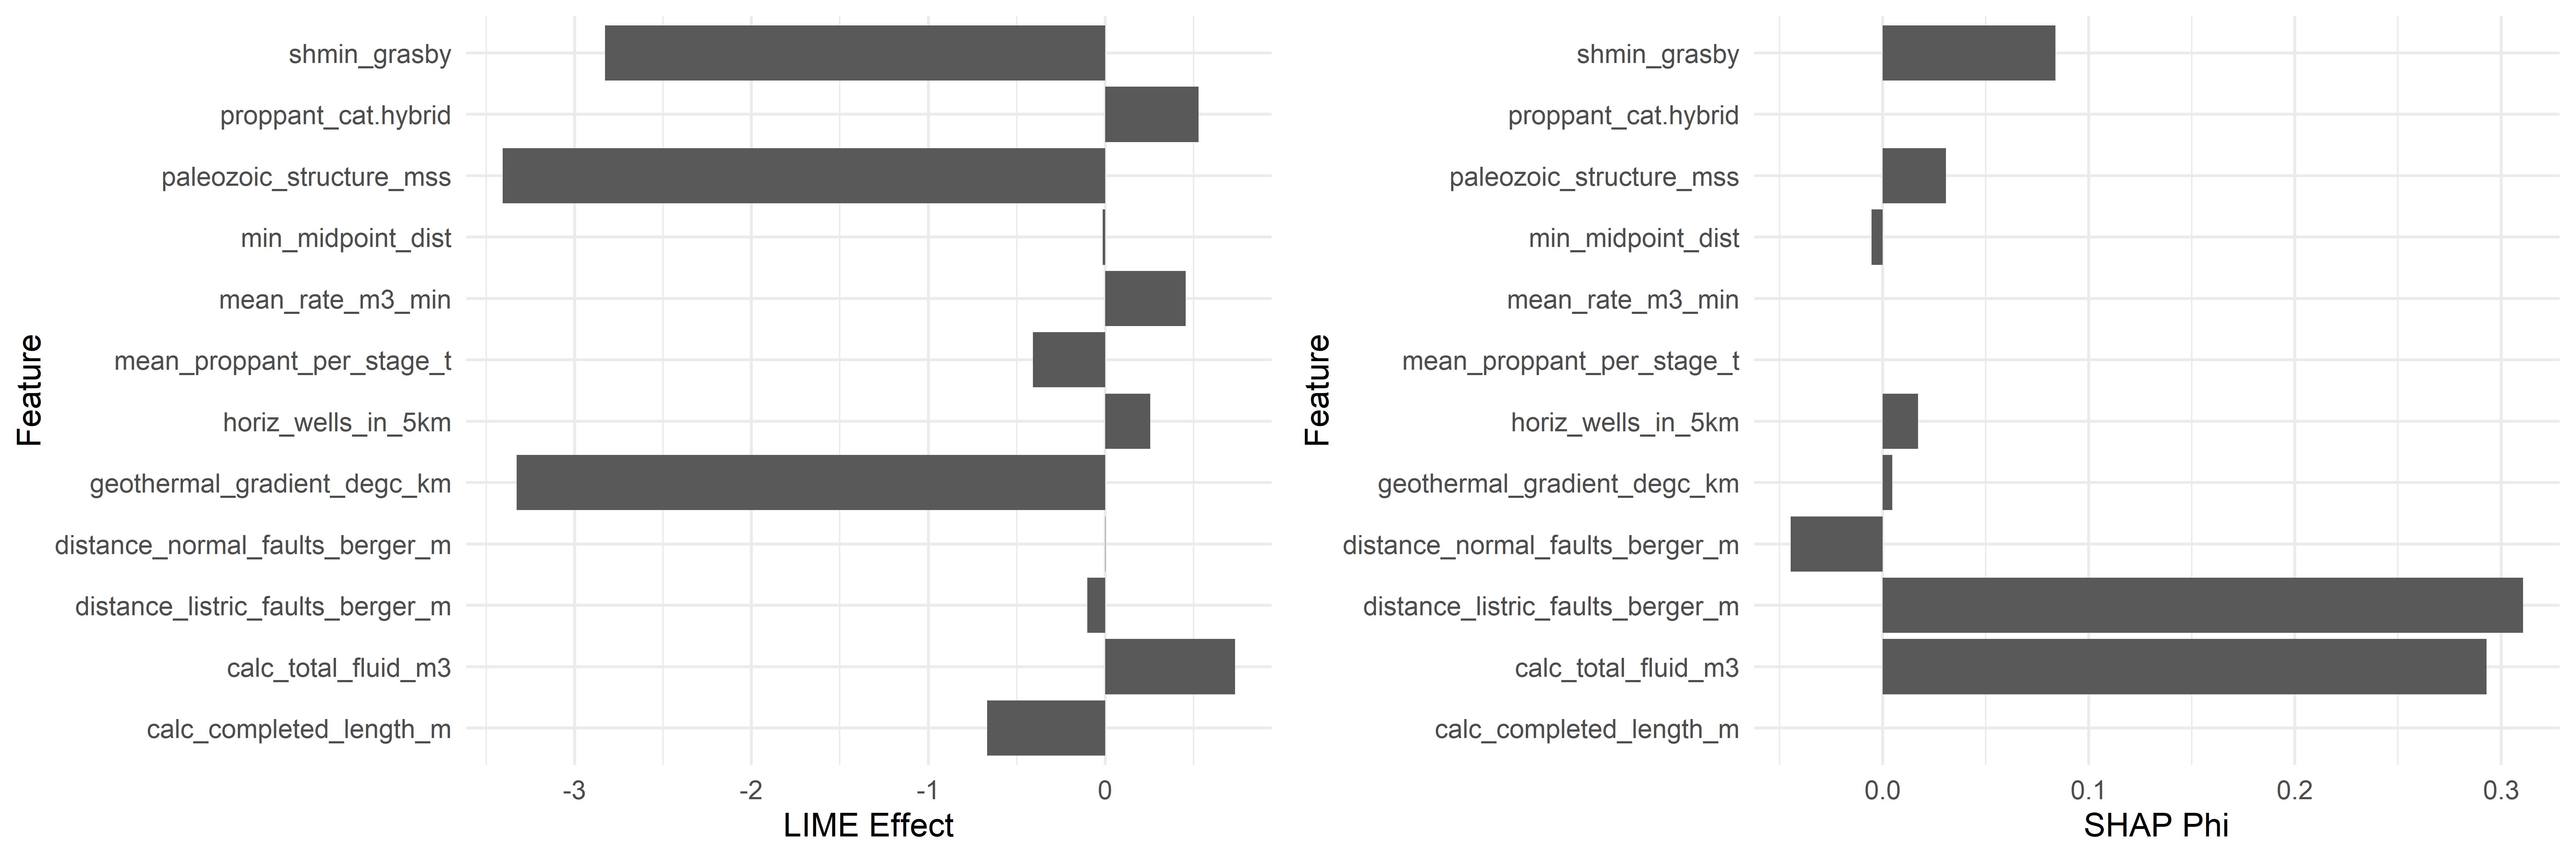 Feature
shmin_grasby
proppant_cat.hybrid
paleozoic_structure_mss
min_midpoint_dist
mean_rate_m3_min
mean_proppant_per_stage_t
horiz_wells_in_5km
geothermal_gradient_degc_km
distance_normal_faults_berger_m
distance_listric_faults_berger_m
calc_total_fluid_m3
calc_completed_length_m
-3 -2 -1 0
LIME Effect
Feature
shmin_grasby
proppant_cat.hybrid
paleozoic_structure_mss
min_midpoint_dist
mean_rate_m3_min
mean_proppant_per_stage_t
horiz_wells_in_5km
geothermal_gradient_degc_km
distance_normal_faults_berger_m
distance_listric_faults_berger_m
calc_total_fluid_m3
calc_completed_length_m
0.0 0.1 0.2 0.3
SHAP Phi